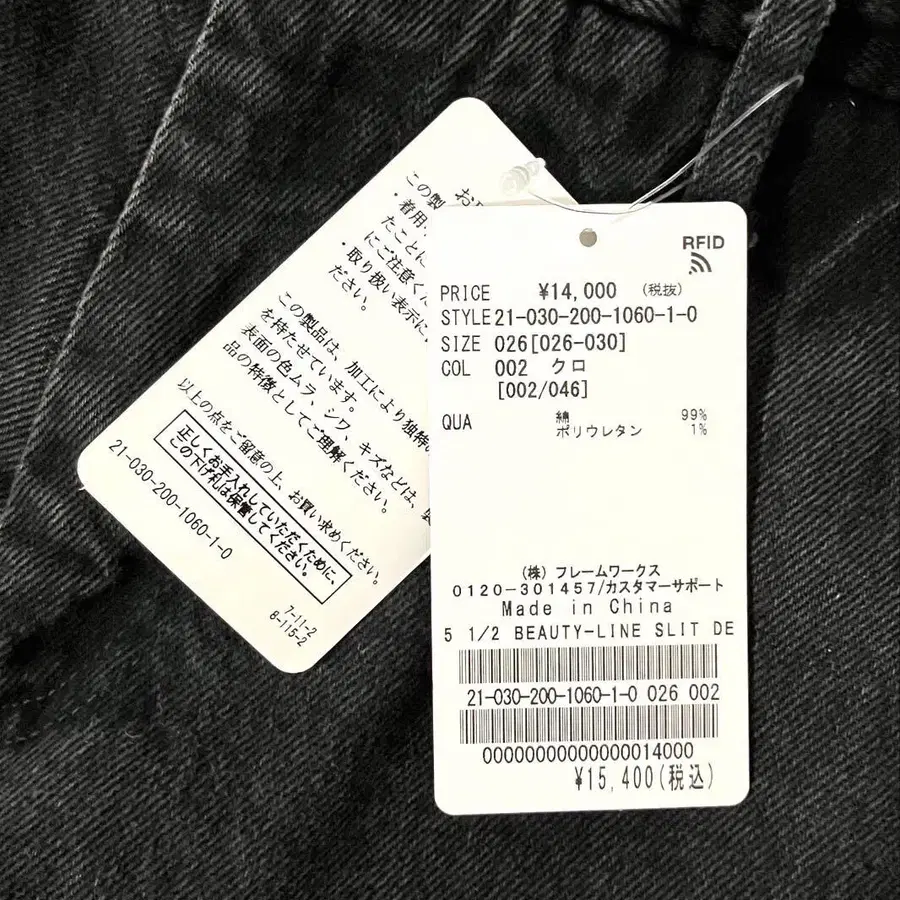 お
この製
・着用
たことに
にご注意く
・取り扱い表示に
ださい。
この製品は、加工により独特の
を持たせています。
表面の色ムラ、シワ、キズなどは、製
品の特徴としてご理解ください。
以上の点をご留意の上、お買い求めください。
正しくお手入れしていただくために、
この下げ札は保管してください。
21-030-200-1060-1-0
7-11-2
8-115-2
RFID
PRICE ¥14,000 (税抜)
STYLE 21-030-200-1060-1-0
SIZE 026[026-030]
COL 002 クロ
[002/046]
QUA 綿 99%
ポリウレタン 1%
(株) フレームワークス
0120-301457/カスタマーサポート
Made in China
5 1/2 BEAUTY-LINE SLIT DE
21-030-200-1060-1-0 026 002
00000000000000014000
¥15,400(税込)